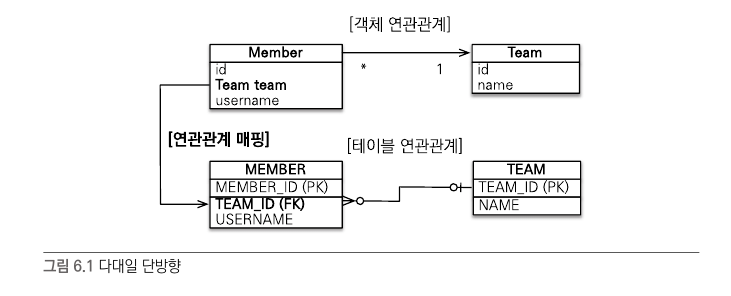 [객체 연관관계]
Member
id
Team team
username
* 1
Team
id
name
[연관관계 매핑]
[테이블 연관관계]
MEMBER
MEMBER_ID (PK)
TEAM_ID (FK)
USERNAME
TEAM
TEAM_ID (PK)
NAME
그림 6.1 다대일 단방향